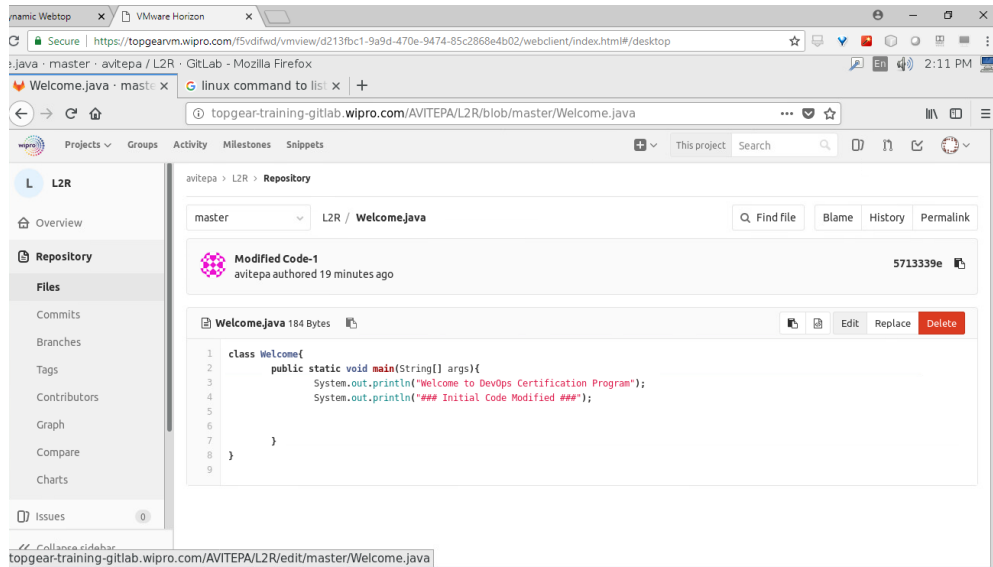 ynamic Webtop
VMware Horizon
Secure | https://topgearvm.wipro.com/f5vdifwd/vmview/d213fbc1-9a9d-470e-9474-85c2868e4b02/webclient/index.html#/desktop
e.java · master · avitepa / L2R · GitLab - Mozilla Firefox
En
2:11 PM
Welcome.java · maste
linux command to list
topgear-training-gitlab.wipro.com/AVITEPA/L2R/blob/master/Welcome.java
wipro
Projects
Groups
Activity
Milestones
Snippets
This project
Search
L
L2R
avitepa > L2R > Repository
Overview
master
L2R / Welcome.java
Find file
Blame
History
Permalink
Repository
Modified Code-1
avitepa authored 19 minutes ago
5713339e
Files
Commits
Branches
Tags
Contributors
Graph
Compare
Charts
Issues
0
Collapse sidebar
Welcome.java 184 Bytes
Edit
Replace
Delete
1 class Welcome{
2 public static void main(String[] args){
3 System.out.println("Welcome to DevOps Certification Program");
4 System.out.println("### Initial Code Modified ###");
5
6
7 }
8 }
9
topgear-training-gitlab.wipro.com/AVITEPA/L2R/edit/master/Welcome.java